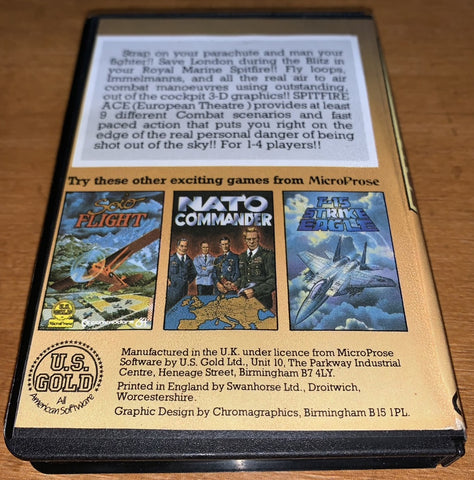 Strap on your parachute and man your
fighter!! Save London during the Blitz in
your Royal Marine Spitfire!! Fly loops,
Immelmanns, and all the real air to air
combat manoeuvres using outstanding,
out of the cockpit 3-D graphics!! SPITFIRE
ACE (European Theatre) provides at least
9 different Combat scenarios and fast
paced action that puts you right on the
edge of the real personal danger of being
shot out of the sky!! For 1-4 players!!
Try these other exciting games from MicroProse
Solo
FLIGHT
U.S.
GOLD
MicroProse
Commodore 64
NATO
COMMANDER
F-15
STRIKE
EAGLE
U.S.
GOLD
All
American Software
Manufactured in the U.K. under licence from MicroProse
Software by U.S. Gold Ltd., Unit 10, The Parkway Industrial
Centre, Heneage Street, Birmingham B7 4LY.
Printed in England by Swanhorse Ltd., Droitwich,
Worcestershire.
Graphic Design by Chromagraphics, Birmingham B15 1PL.